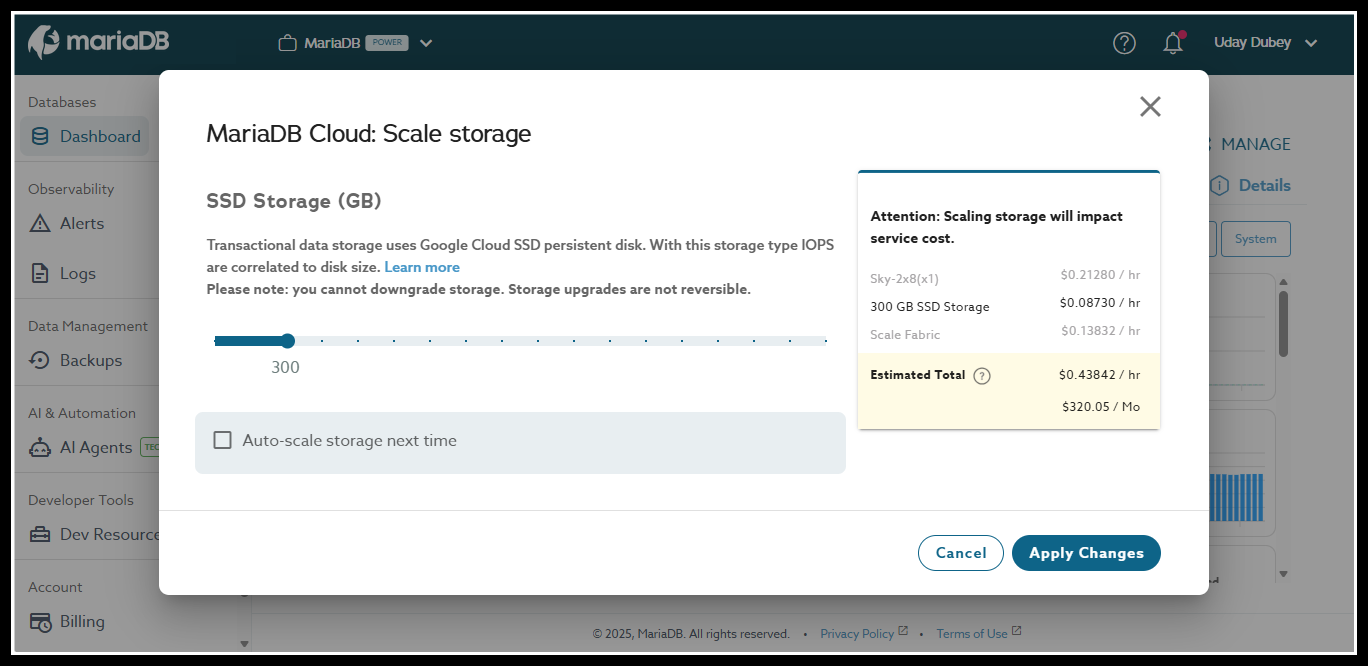 mariaDB
MariaDB POWER
Uday Dubey
Databases
Dashboard
Observability
Alerts
Logs
Data Management
Backups
AI & Automation
AI Agents TEC
Developer Tools
Dev Resource
Account
Billing
MANAGE
Details
System
MariaDB Cloud: Scale storage
SSD Storage (GB)
Transactional data storage uses Google Cloud SSD persistent disk. With this storage type IOPS
are correlated to disk size. Learn more
Please note: you cannot downgrade storage. Storage upgrades are not reversible.
300
Auto-scale storage next time
Attention: Scaling storage will impact
service cost.
Sky-2x8(x1) $0.21280 / hr
300 GB SSD Storage $0.08730 / hr
Scale Fabric $0.13832 / hr
Estimated Total ? $0.43842 / hr
$320.05 / Mo
Cancel
Apply Changes
© 2025, MariaDB. All rights reserved. • Privacy Policy • Terms of Use